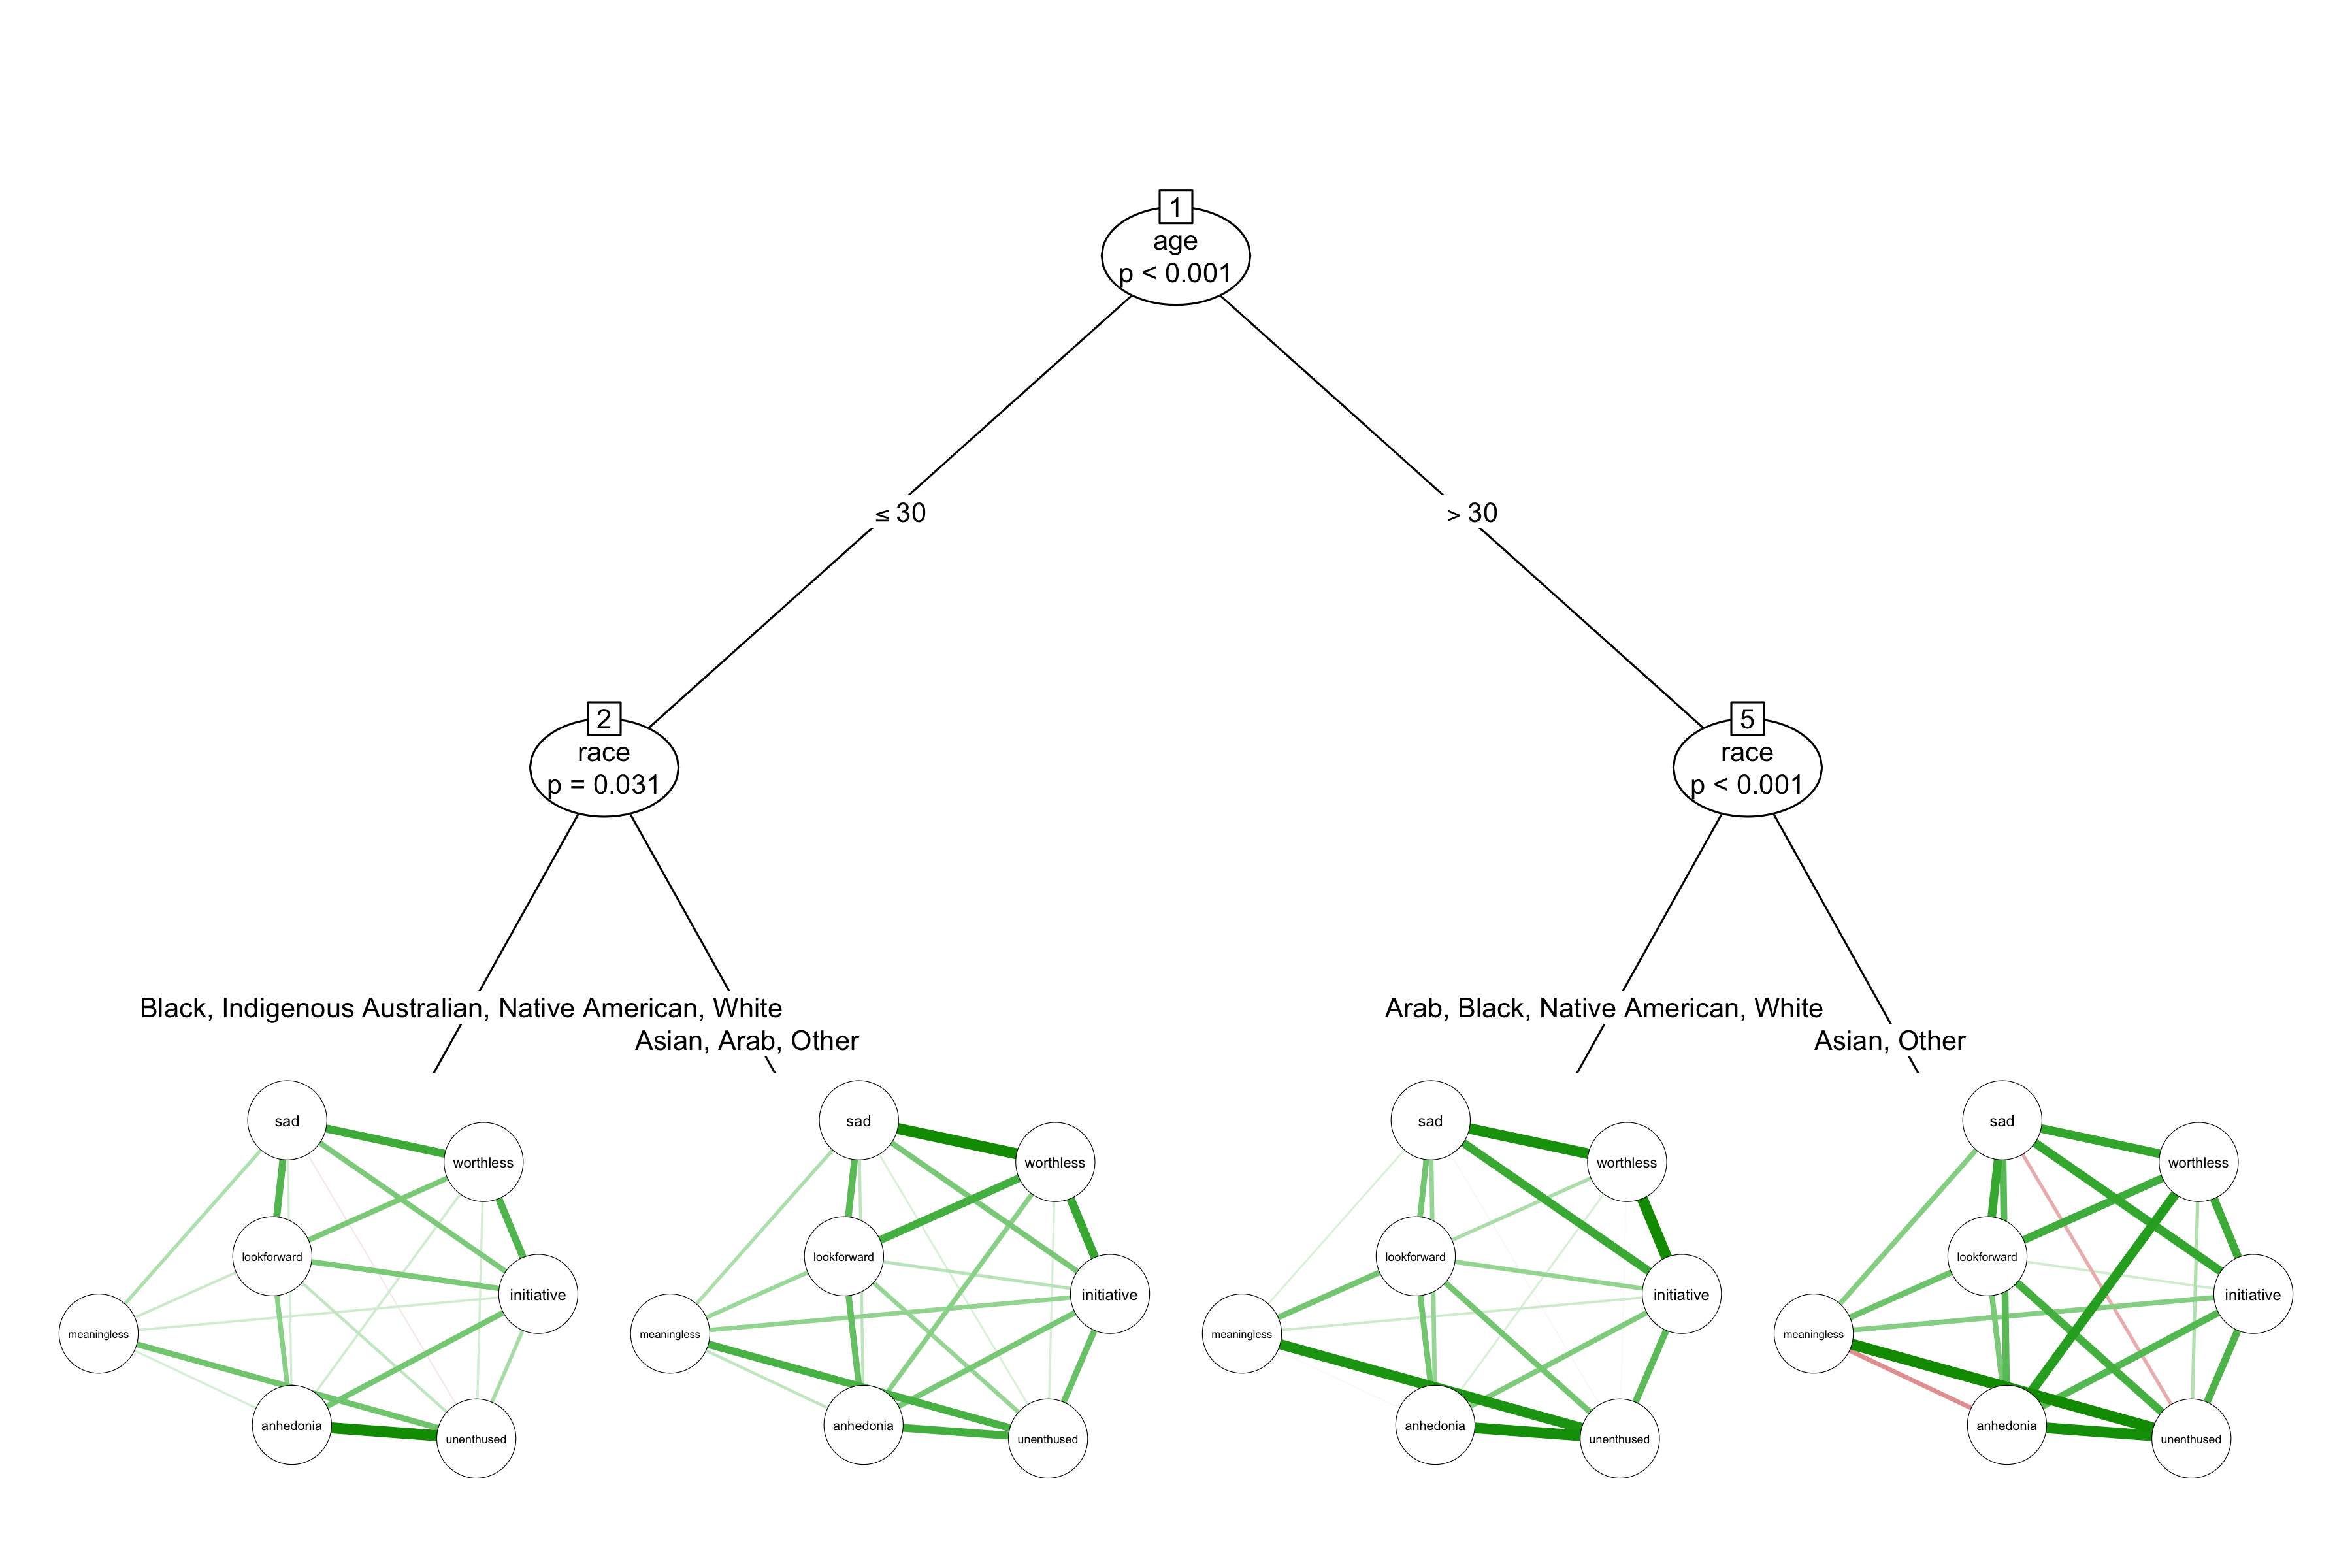 1
age
p < 0.001
≤ 30
> 30
2
race
p = 0.031
5
race
p < 0.001
Black, Indigenous Australian, Native American, White
Asian, Arab, Other
Arab, Black, Native American, White
Asian, Other
sad
worthless
lookforward
initiative
meaningless
anhedonia
unenthused
sad
worthless
lookforward
initiative
meaningless
anhedonia
unenthused
sad
worthless
lookforward
initiative
meaningless
anhedonia
unenthused
sad
worthless
lookforward
initiative
meaningless
anhedonia
unenthused